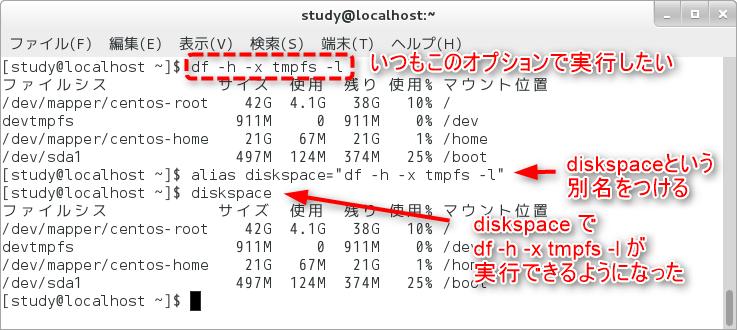 study@localhost:~
ファイル(F) 編集(E) 表示(V) 検索(S) 端末(T) ヘルプ(H)
[study@localhost ~]$ df -h -x tmpfs -l
いつもこのオプションで実行したい
ファイルシス サイズ 使用 残り 使用% マウント位置
/dev/mapper/centos-root 42G 4.1G 38G 10% /
devtmpfs 911M 0 911M 0% /dev
/dev/mapper/centos-home 21G 67M 21G 1% /home
/dev/sda1 497M 124M 374M 25% /boot
[study@localhost ~]$ alias diskspace="df -h -x tmpfs -l"
diskspaceという
別名をつける
[study@localhost ~]$ diskspace
ファイルシス サイズ 使用 残り 使用% マウント位置
/dev/mapper/centos-root 42G 4.1G 38G 10% /
devtmpfs 911M 0 911M 0% /dev
/dev/mapper/centos-home 21G 67M 21G 1% /home
/dev/sda1 497M 124M 374M 25% /boot
diskspace で
df -h -x tmpfs -l が
実行できるようになった
[study@localhost ~]$